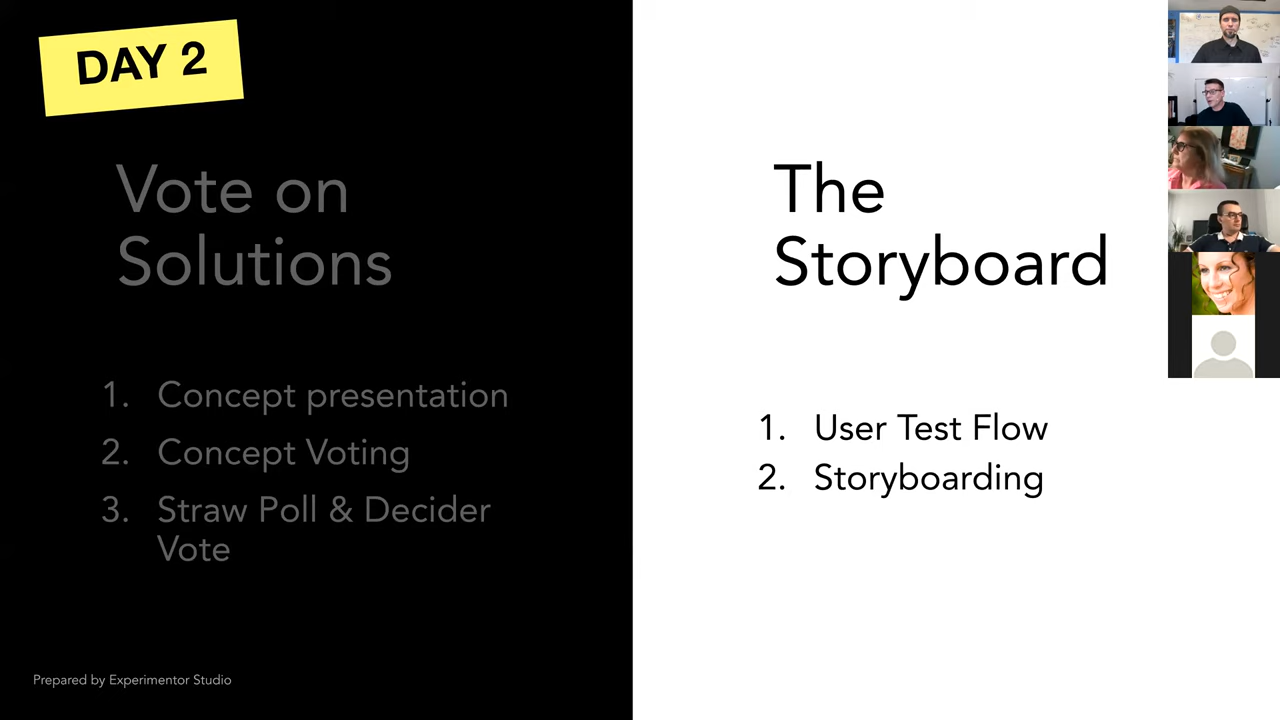 DAY 2
Vote on
Solutions
1. Concept presentation
2. Concept Voting
3. Straw Poll & Decider
Vote
Prepared by Experimentor Studio
The
Storyboard
1. User Test Flow
2. Storyboarding